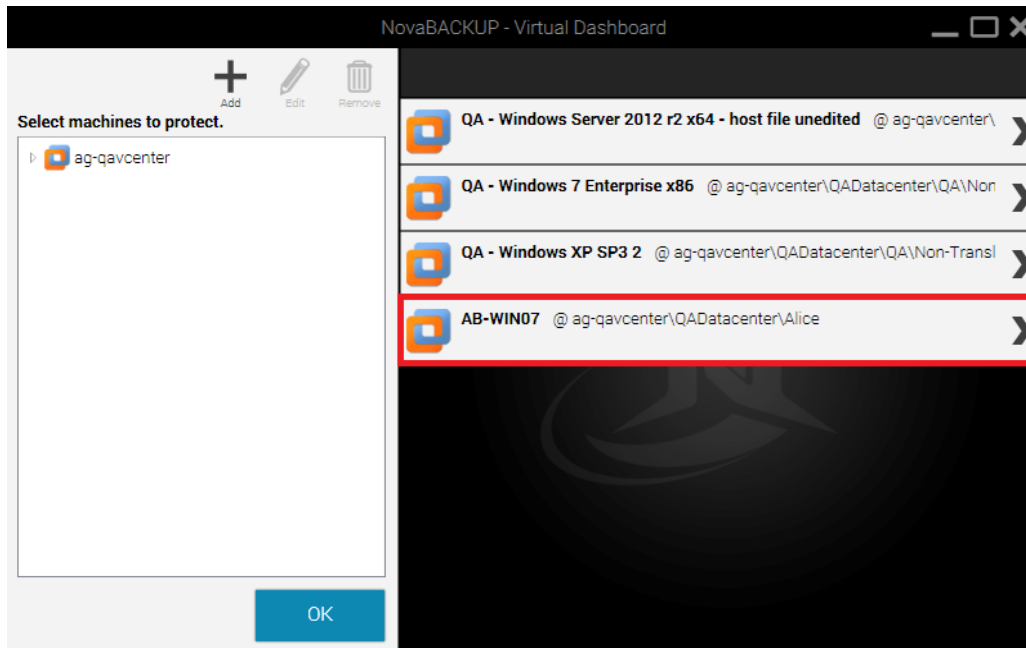 NovaBACKUP - Virtual Dashboard
Add Edit Remove
Select machines to protect.
ag-qavcenter
OK
QA - Windows Server 2012 r2 x64 - host file unedited @ ag-qavcenter\
QA - Windows 7 Enterprise x86 @ ag-qavcenter\QADatacenter\QA\Non
QA - Windows XP SP3 2 @ ag-qavcenter\QADatacenter\QA\Non-Transl
AB-WIN07 @ ag-qavcenter\QADatacenter\Alice